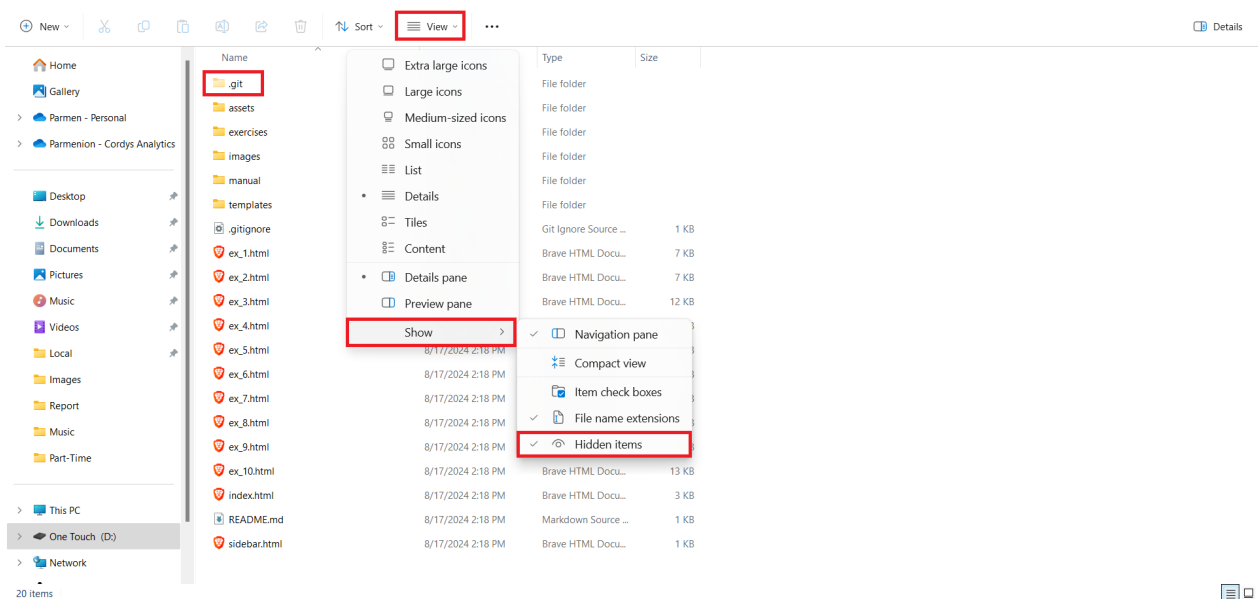 New
Sort
View
Details
Home
Gallery
Parmen - Personal
Parmenion - Cordys Analytics
Desktop
Downloads
Documents
Pictures
Music
Videos
Local
Images
Report
Music
Part-Time
This PC
One Touch (D:)
Network
Name Type Size
.git File folder
assets File folder
exercises File folder
images File folder
manual File folder
templates File folder
.gitignore Git Ignore Source ... 1 KB
ex_1.html Brave HTML Docu... 7 KB
ex_2.html Brave HTML Docu... 7 KB
ex_3.html Brave HTML Docu... 12 KB
ex_4.html
ex_5.html 8/17/2024 2:18 PM
ex_6.html 8/17/2024 2:18 PM
ex_7.html 8/17/2024 2:18 PM
ex_8.html 8/17/2024 2:18 PM
ex_9.html 8/17/2024 2:18 PM
ex_10.html 8/17/2024 2:18 PM Brave HTML Docu... 13 KB
index.html 8/17/2024 2:18 PM Brave HTML Docu... 3 KB
README.md 8/17/2024 2:18 PM Markdown Source ... 1 KB
sidebar.html 8/17/2024 2:18 PM Brave HTML Docu... 1 KB
Extra large icons
Large icons
Medium-sized icons
Small icons
List
Details
Tiles
Content
Details pane
Preview pane
Show
Navigation pane
Compact view
Item check boxes
File name extensions
Hidden items
20 items